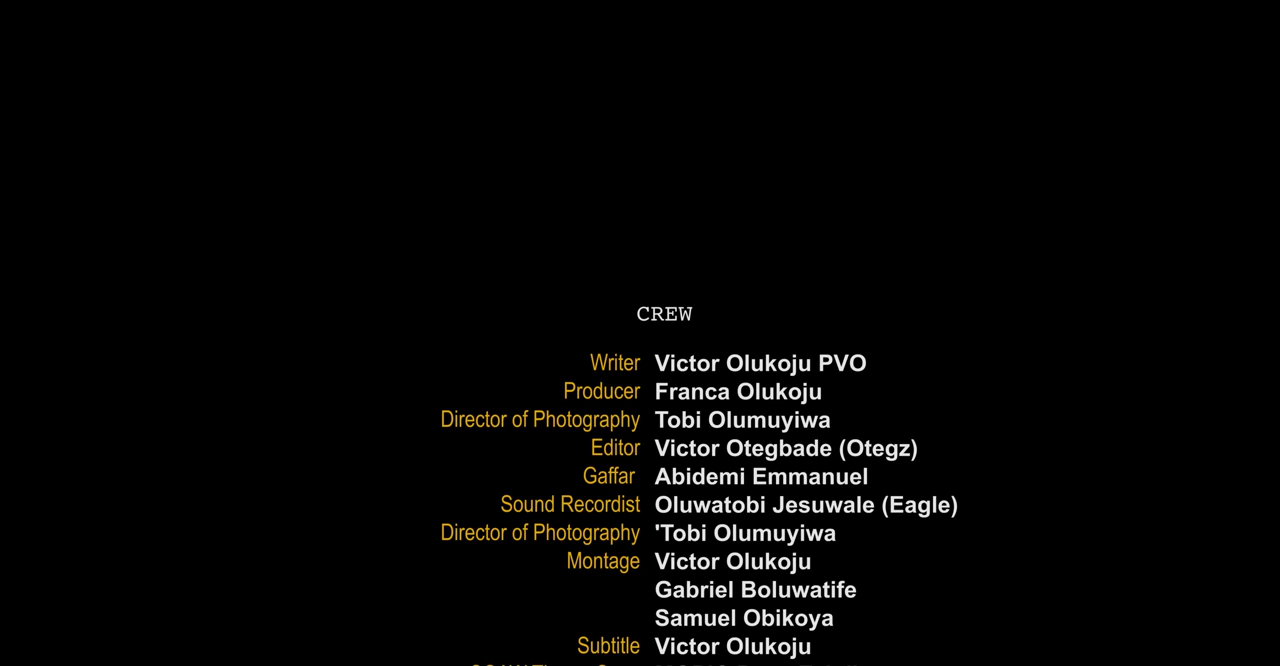 CREW
Writer Victor Olukoju PVO
Producer Franca Olukoju
Director of Photography Tobi Olumuyiwa
Editor Victor Otegbade (Otegz)
Gaffar Abidemi Emmanuel
Sound Recordist Oluwatobi Jesuwale (Eagle)
Director of Photography 'Tobi Olumuyiwa
Montage Victor Olukoju
Gabriel Boluwatife
Samuel Obikoya
Subtitle Victor Olukoju